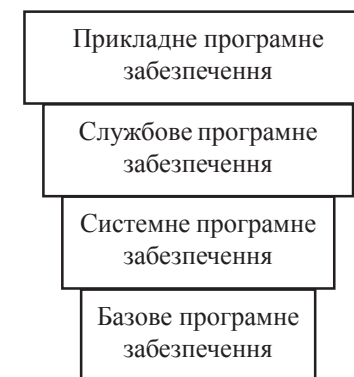 Прикладне програмне
забезпечення
Службове програмне
забезпечення
Системне програмне
забезпечення
Базове програмне
забезпечення